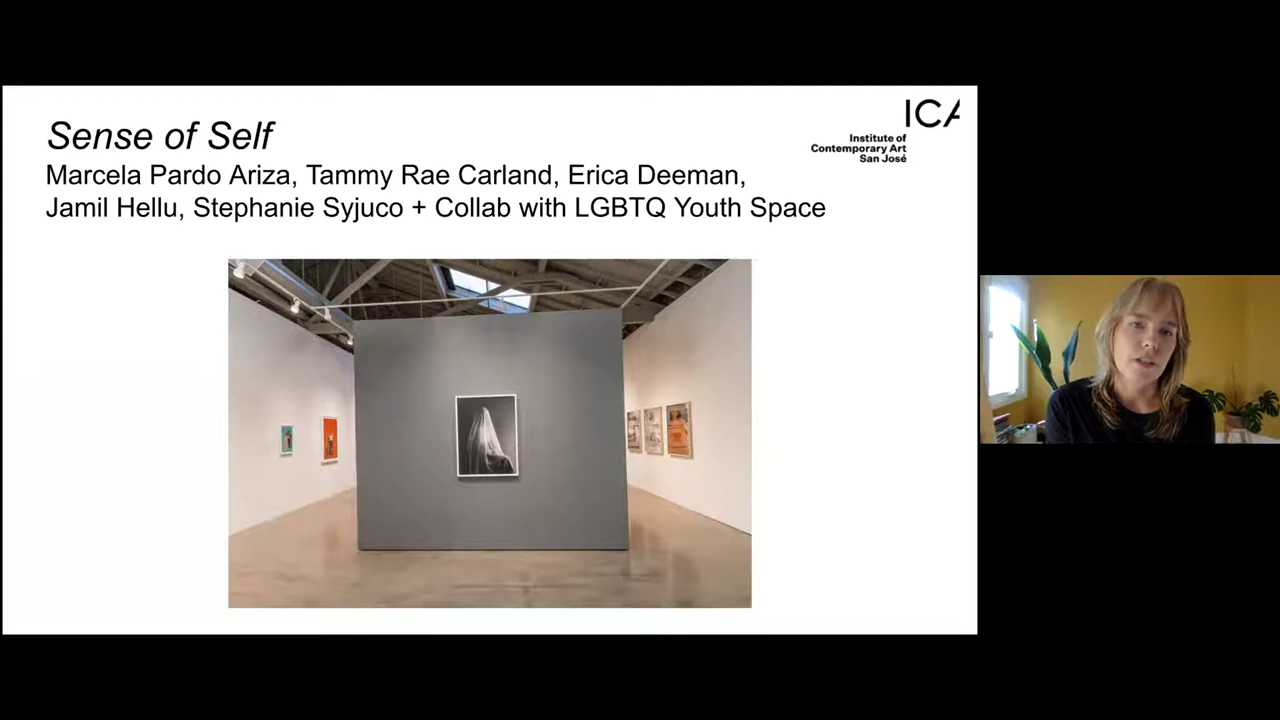 Sense of Self
Marcela Pardo Ariza, Tammy Rae Carland, Erica Deeman,
Jamil Hellu, Stephanie Syjuco + Collab with LGBTQ Youth Space
ICA
Institute of
Contemporary Art
San José